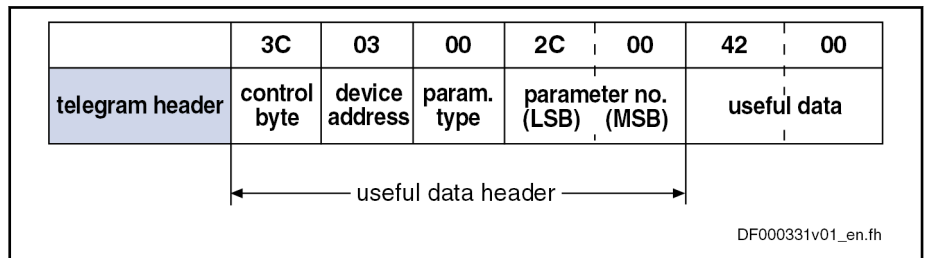 3C 03 00 2C 00 42 00
telegram header control byte device address param. type parameter no. (LSB) (MSB) useful data
useful data header
DF000331v01_en.fh